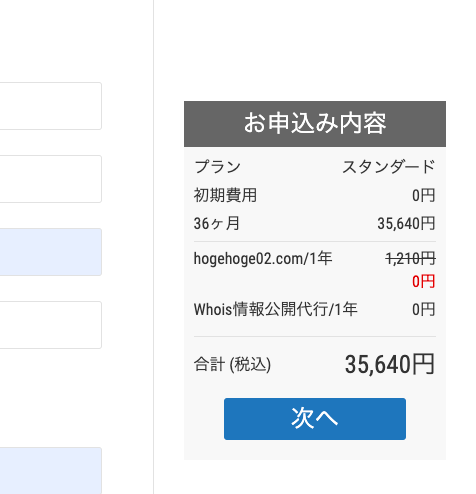 お申込み内容
プラン スタンダード
初期費用 0円
36ヶ月 35,640円
hogehoge02.com/1年 1,210円
0円
Whois情報公開代行/1年 0円
合計 (税込) 35,640円
次へ